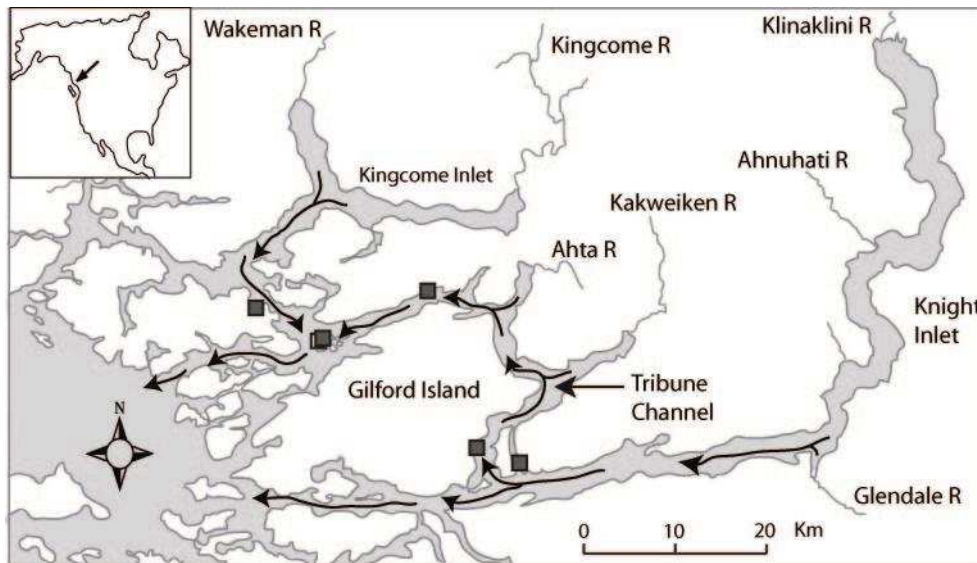 Wakeman R
Kingcome R
Klinaklini R
Kingcome Inlet
Ahnuhati R
Kakweiken R
Ahta R
Knight
Inlet
Gilford Island
Tribune
Channel
N
Glendale R
0 10 20 Km